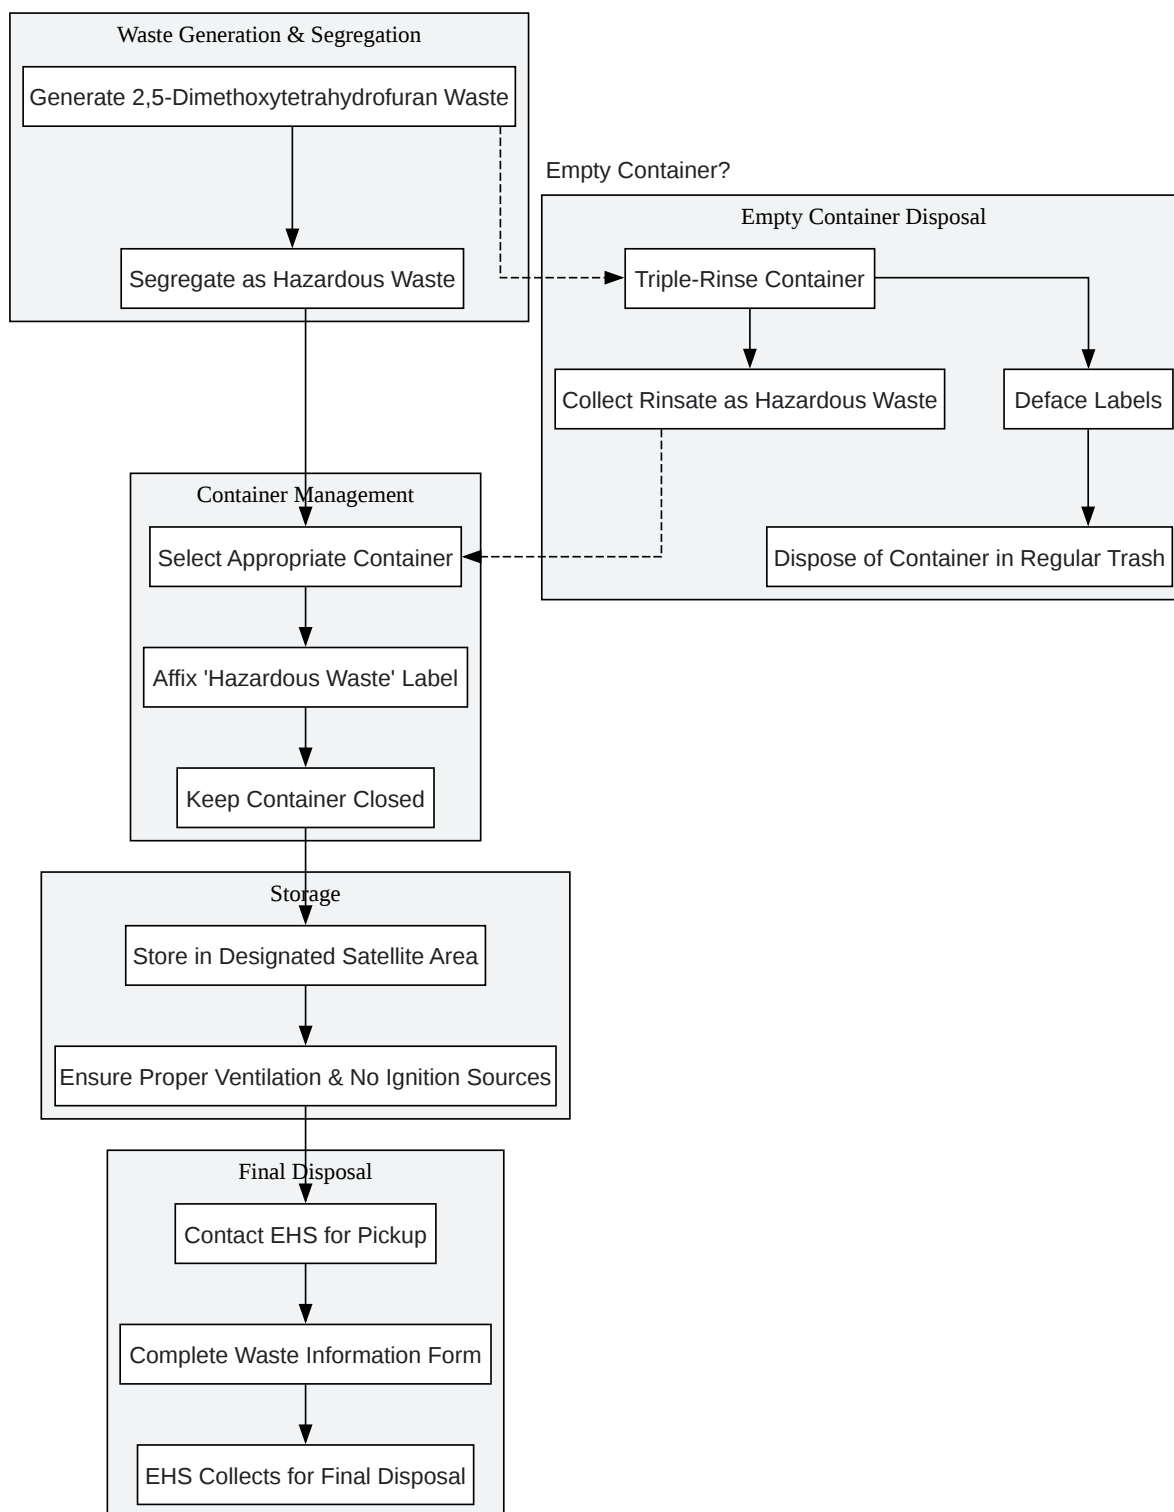 Waste Generation & Segregation
Generate 2,5-Dimethoxytetrahydrofuran Waste
Segregate as Hazardous Waste
Empty Container?
Empty Container Disposal
Triple-Rinse Container
Collect Rinsate as Hazardous Waste
Deface Labels
Dispose of Container in Regular Trash
Container Management
Select Appropriate Container
Affix 'Hazardous Waste' Label
Keep Container Closed
Storage
Store in Designated Satellite Area
Ensure Proper Ventilation & No Ignition Sources
Final Disposal
Contact EHS for Pickup
Complete Waste Information Form
EHS Collects for Final Disposal